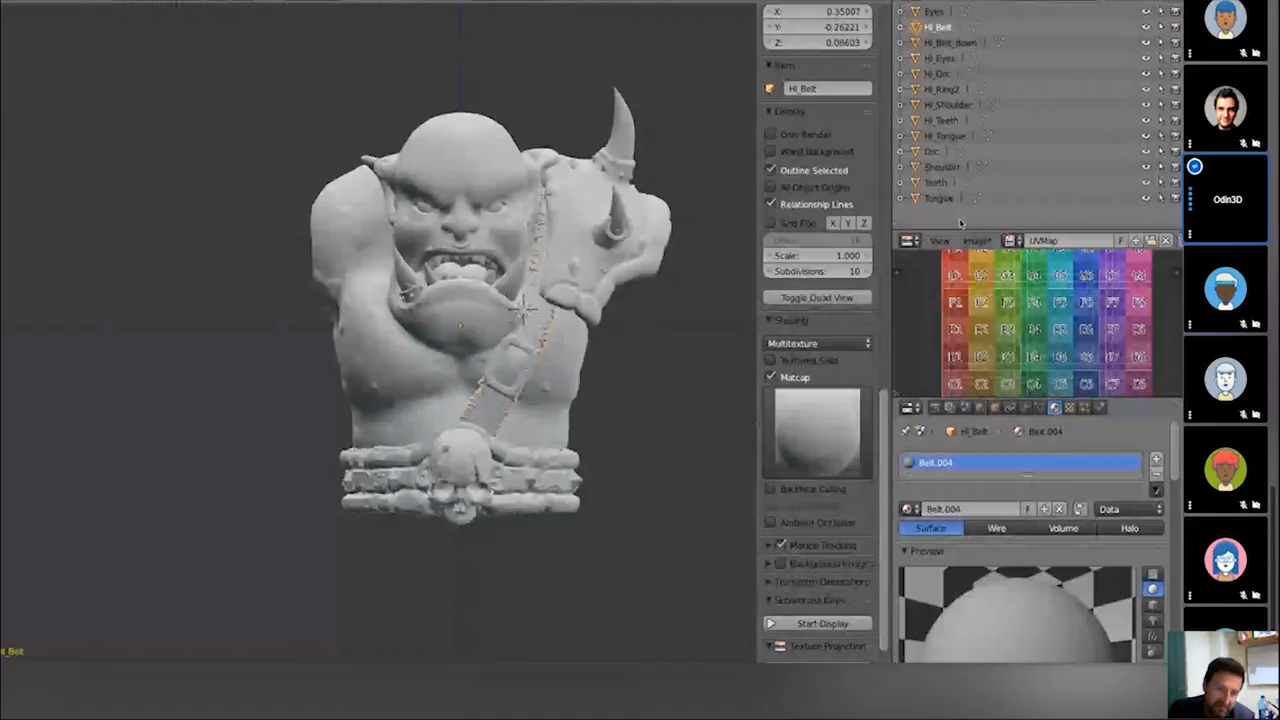 X: 0.35007
Y: -0.26221
Z: 0.08603
Item
Hi_Belt
Display
Only Render
World Background
Outline Selected
All Object Origins
Relationship Lines
Grid Floor X Y Z
Scale: 1.000
Subdivisions: 10
Toggle Quad View
Shading
Multitexture
Textured Solid
Matcap
Backface Culling
Ambient Occlusion
Motion Tracking
Background Image
Transform Orientation
Screencast Keys
Start Display
Texture Projection
Eyes
Hi_Belt
Hi_Belt_down
Hi_Eyes
Hi_Orc
Hi_Ring2
Hi_Shoulder
Hi_Teeth
Hi_Tongue
Orc
Shoulder
Teeth
Tongue
View Image* UVMap F
Hi_Belt Belt.004
Belt.004
Belt.004 F Data
Surface Wire Volume Halo
Preview
Odin3D
Hi_Belt